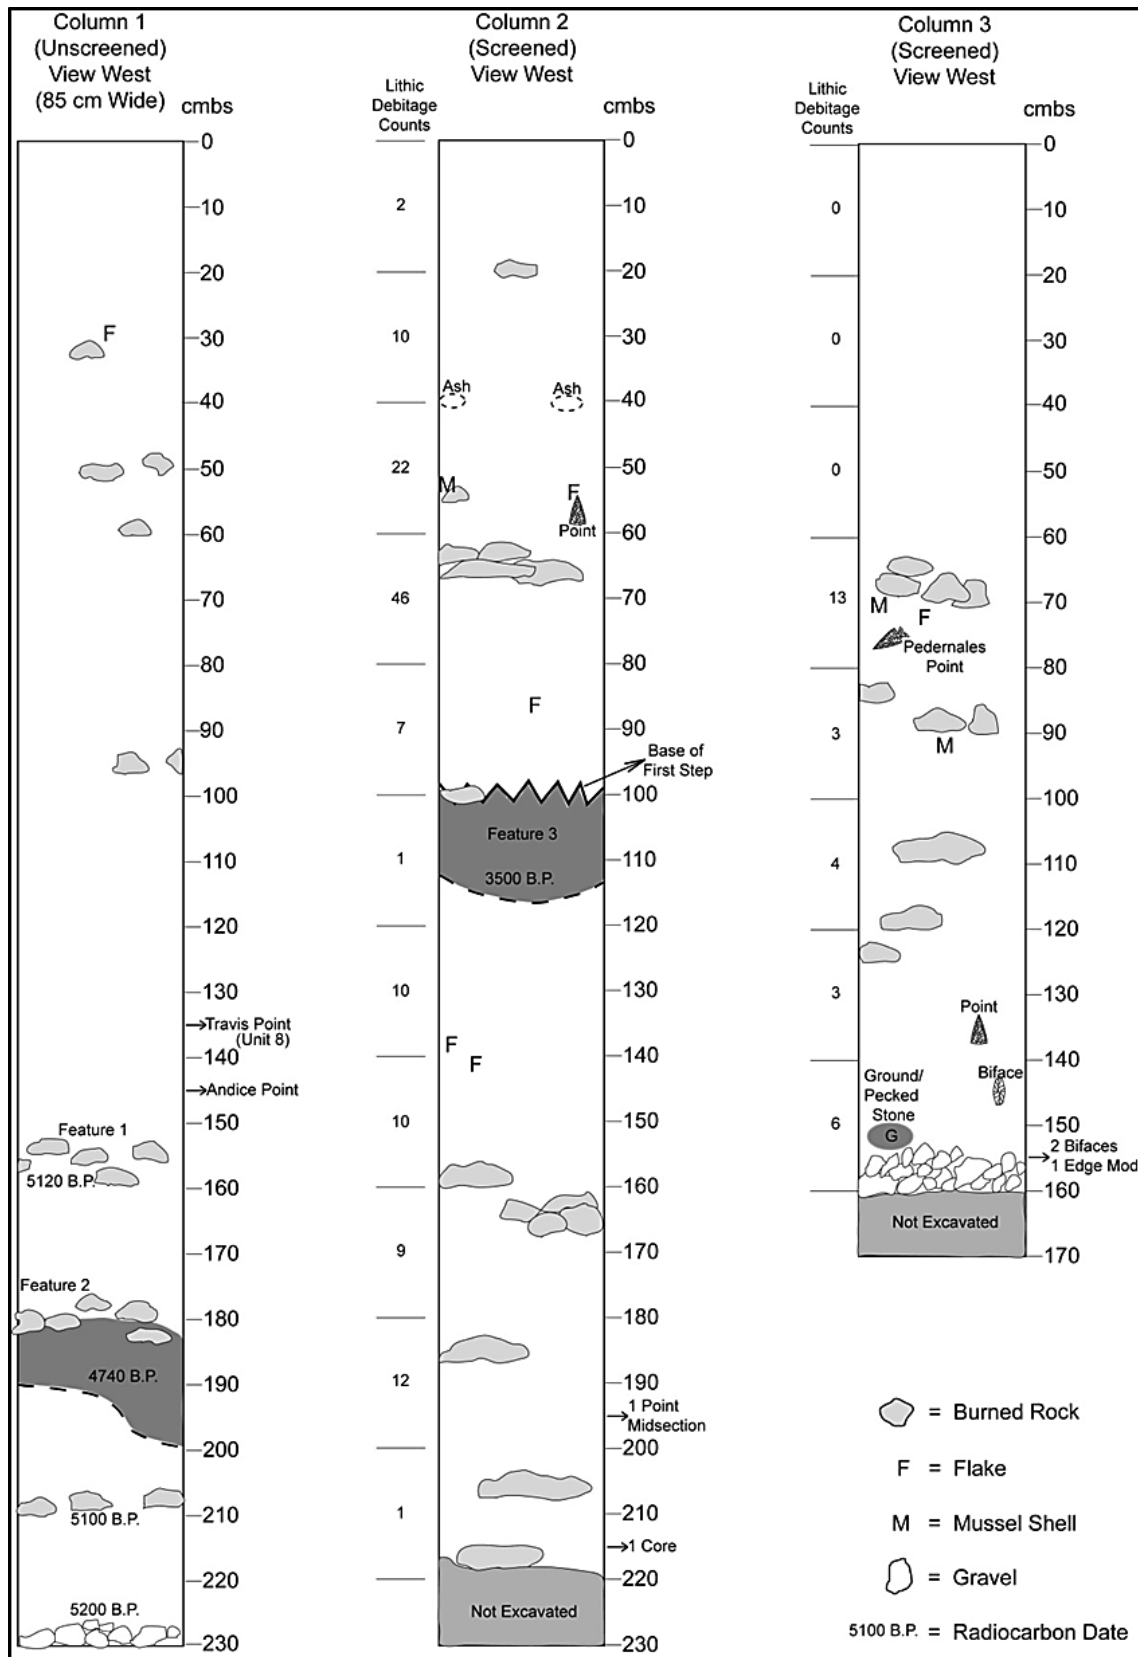 Column 1
(Unscreened)
View West
(85 cm Wide)
cmbs
0
10
20
30
40
50
60
70
80
90
100
110
120
130
140
150
160
170
180
190
200
210
220
230
F
Travis Point
(Unit 8)
Andice Point
Feature 1
5120 B.P.
Feature 2
4740 B.P.
5100 B.P.
5200 B.P.
Column 2
(Screened)
View West
Lithic
Debitage
Counts
cmbs
2
10
22
46
7
1
10
10
9
12
1
0
10
20
30
40
50
60
70
80
90
100
110
120
130
140
150
160
170
180
190
200
210
220
230
Ash
Ash
M
F
Point
F
Base of
First Step
Feature 3
3500 B.P.
F
F
1 Point
Midsection
1 Core
Not Excavated
Column 3
(Screened)
View West
Lithic
Debitage
Counts
cmbs
0
0
0
13
3
4
3
6
0
10
20
30
40
50
60
70
80
90
100
110
120
130
140
150
160
170
M
F
Pedernales
Point
M
Point
Biface
Ground/
Pecked
Stone
G
2 Bifaces
1 Edge Mod
Not Excavated
= Burned Rock
F = Flake
M = Mussel Shell
= Gravel
5100 B.P. = Radiocarbon Date